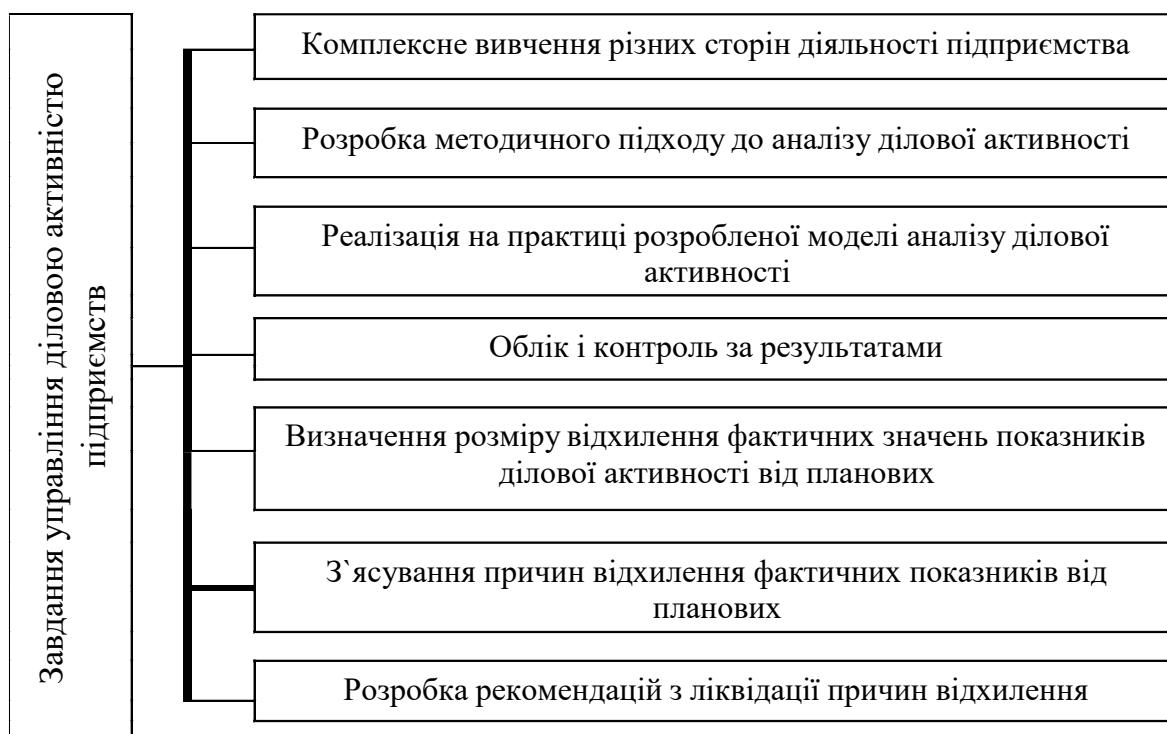 Завдання управління діловою активністю
підприємств
Комплексне вивчення різних сторін діяльності підприємства
Розробка методичного підходу до аналізу ділової активності
Реалізація на практиці розробленої моделі аналізу ділової
активності
Облік і контроль за результатами
Визначення розміру відхилення фактичних значень показників
ділової активності від планових
З`ясування причин відхилення фактичних показників від
планових
Розробка рекомендацій з ліквідації причин відхилення